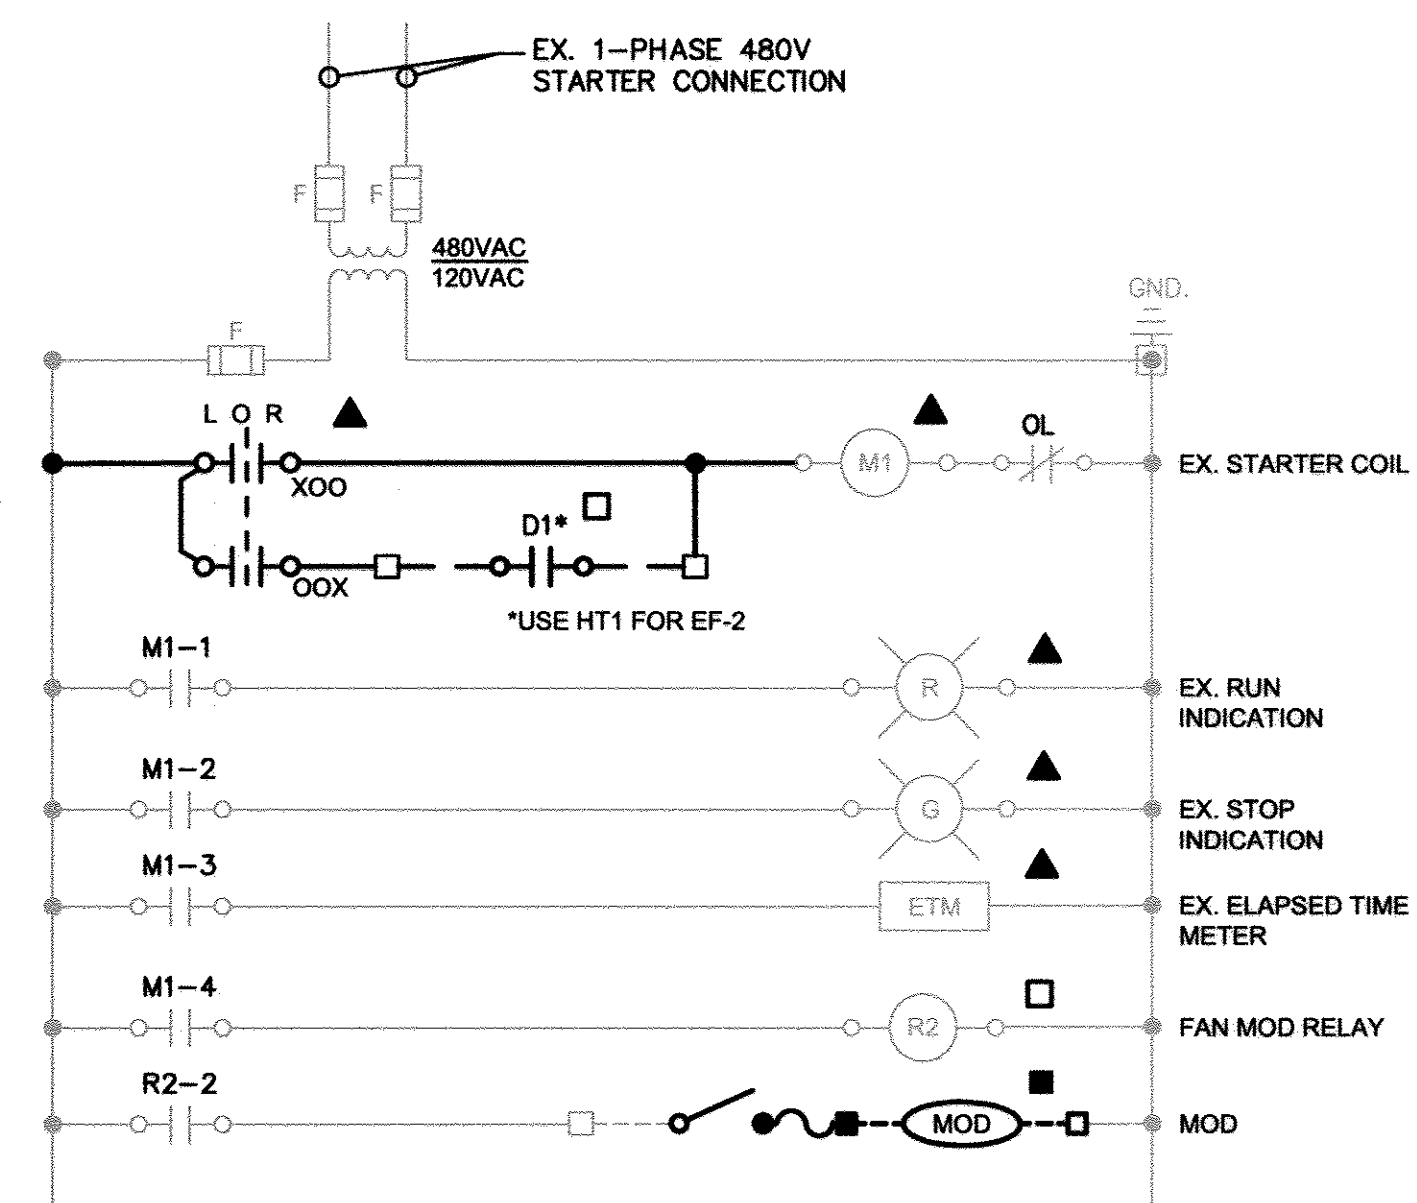 EX. 1-PHASE 480V
STARTER CONNECTION
F
F
480VAC
120VAC
GND.
F
L O R
OL
M1
EX. STARTER COIL
XOO
D1*
OOX
*USE HT1 FOR EF-2
M1-1
R
EX. RUN
INDICATION
M1-2
G
EX. STOP
INDICATION
M1-3
ETM
EX. ELAPSED TIME
METER
M1-4
R2
FAN MOD RELAY
R2-2
MOD
MOD